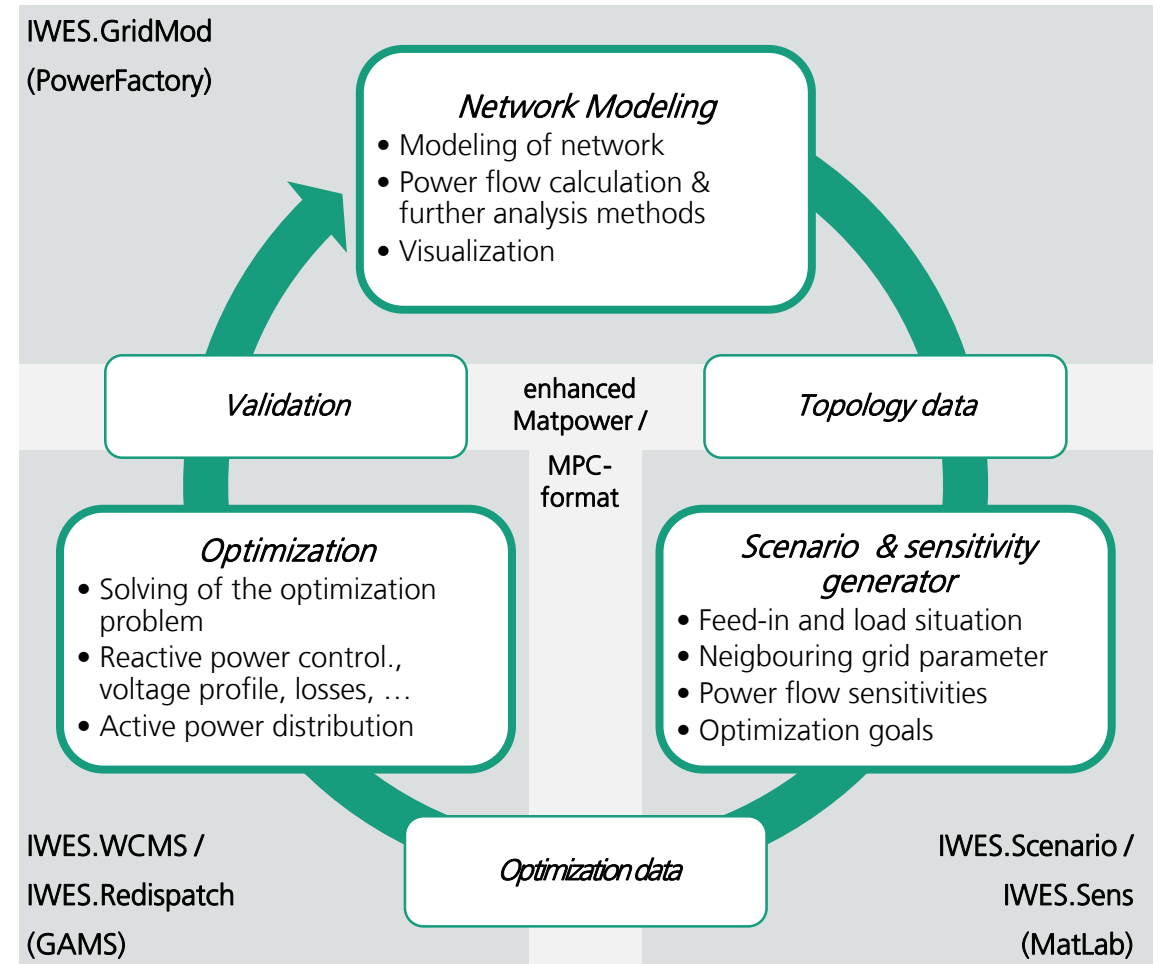 IWES.GridMod
(PowerFactory)
Network Modeling
• Modeling of network
• Power flow calculation &
further analysis methods
• Visualization
Validation
enhanced
Matpower /
MPC-
format
Topology data
Optimization
• Solving of the optimization
problem
• Reactive power control.,
voltage profile, losses, …
• Active power distribution
Scenario & sensitivity
generator
• Feed-in and load situation
• Neigbouring grid parameter
• Power flow sensitivities
• Optimization goals
IWES.WCMS /
IWES.Redispatch
(GAMS)
Optimization data
IWES.Scenario /
IWES.Sens
(MatLab)